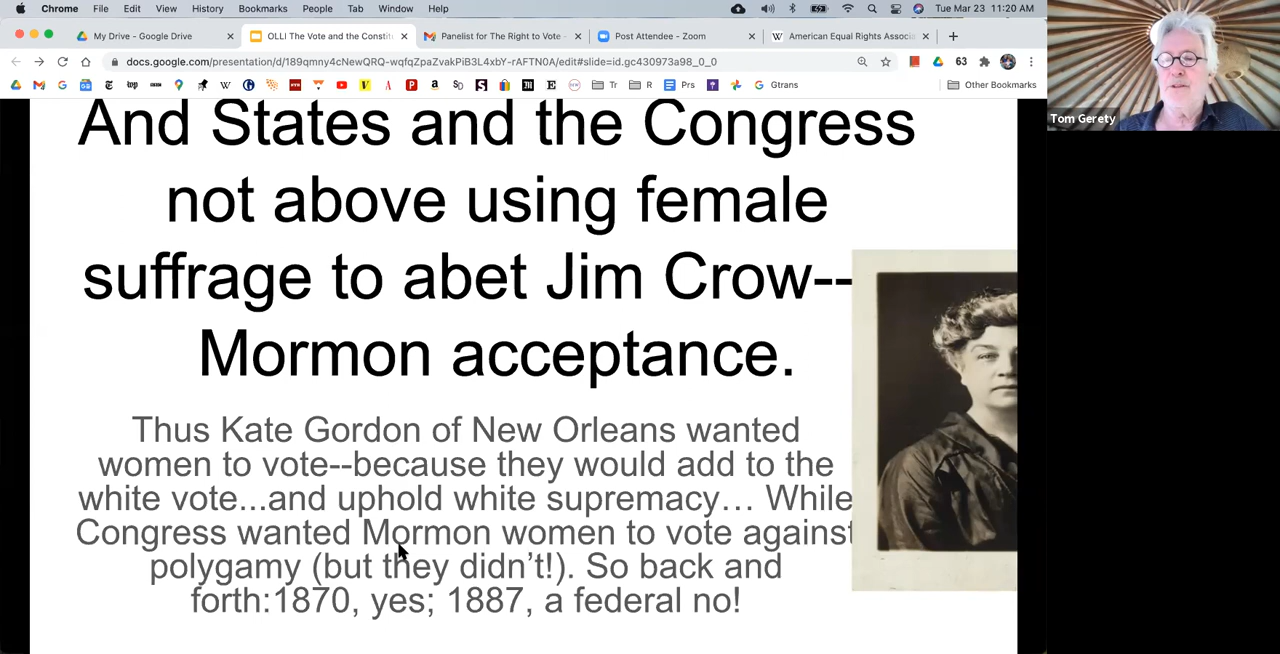 Chrome File Edit View History Bookmarks People Tab Window Help Tue Mar 23 11:20 AM
My Drive - Google Drive OLLI The Vote and the Constit Panelist for The Right to Vote - Post Attendee - Zoom American Equal Rights Associa
docs.google.com/presentation/d/189qmny4cNewQRQ-wqfqZpaZvakPiB3L4xbY-rAFTN0A/edit#slide=id.gc430973a98_0_0 63
Tr R Prs Gtrans Other Bookmarks
Tom Gerety
And States and the Congress
not above using female
suffrage to abet Jim Crow--
Mormon acceptance.
Thus Kate Gordon of New Orleans wanted
women to vote--because they would add to the
white vote...and uphold white supremacy… While
Congress wanted Mormon women to vote against
polygamy (but they didn’t!). So back and
forth:1870, yes; 1887, a federal no!